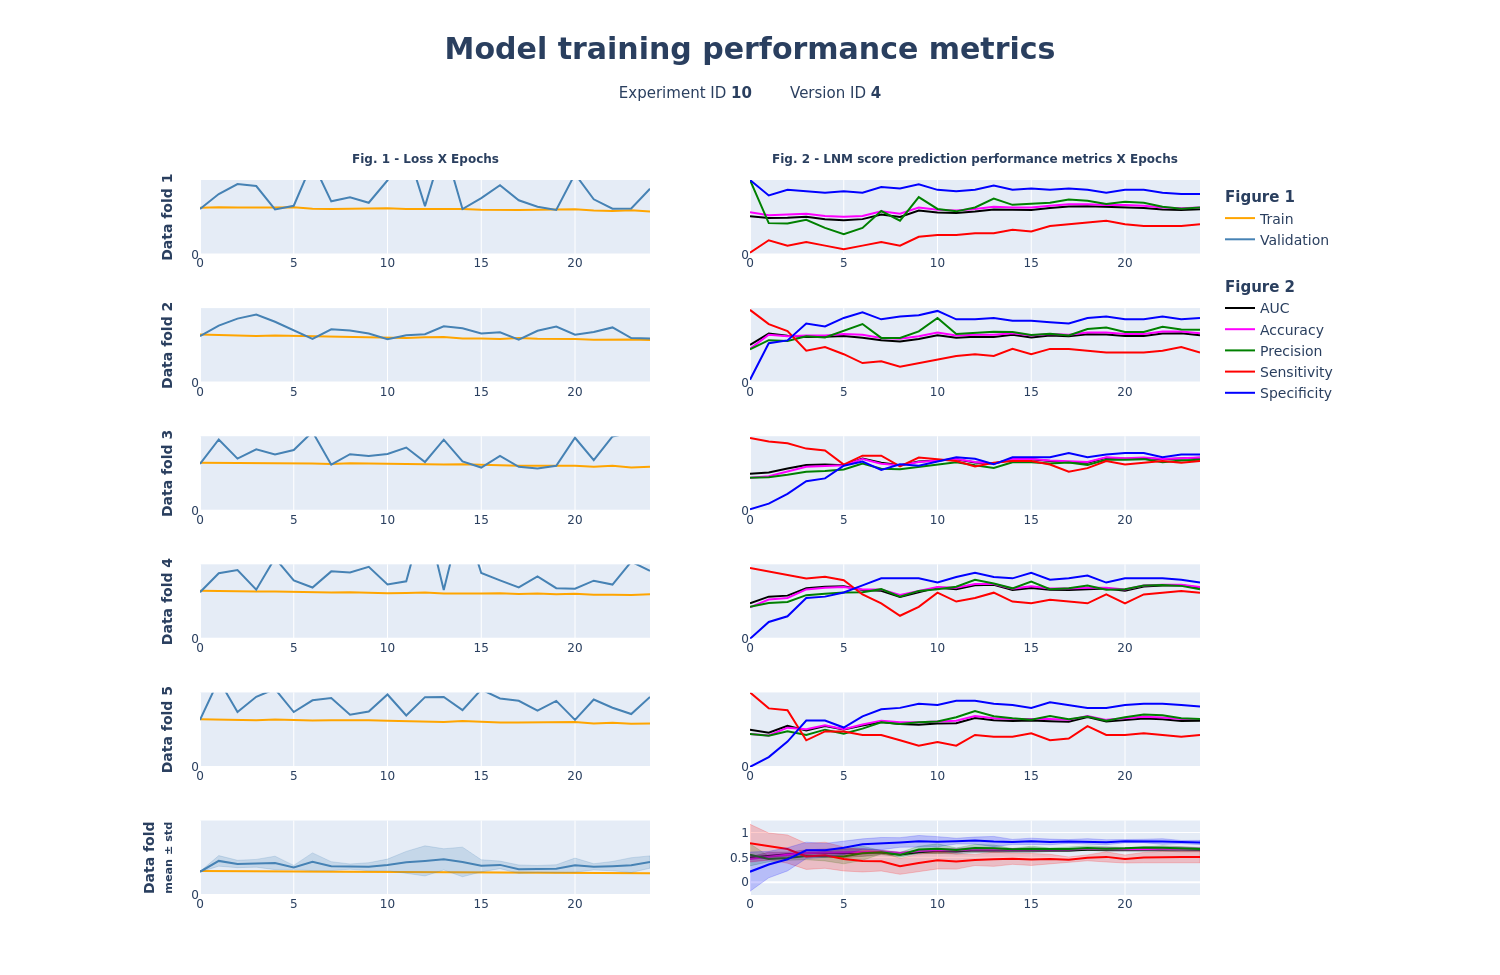 Model training performance metrics
Experiment ID 10 Version ID 4
Fig. 1 - Loss X Epochs
Fig. 2 - LNM score prediction performance metrics X Epochs
Data fold 1
0
0 5 10 15 20
0
0 5 10 15 20
Data fold 2
0
0 5 10 15 20
0
0 5 10 15 20
Data fold 3
0
0 5 10 15 20
0
0 5 10 15 20
Data fold 4
0
0 5 10 15 20
0
0 5 10 15 20
Data fold 5
0
0 5 10 15 20
0
0 5 10 15 20
Data fold
mean ± std
0
0 5 10 15 20
1
0.5
0
0 5 10 15 20
Figure 1
Train
Validation
Figure 2
AUC
Accuracy
Precision
Sensitivity
Specificity